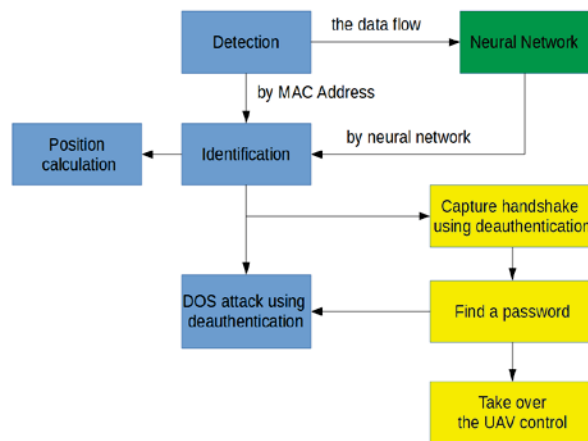 Detection
the data flow
Neural Network
by MAC Address
Position
calculation
Identification
by neural network
Capture handshake
using deauthentication
DOS attack using
deauthentication
Find a password
Take over
the UAV control